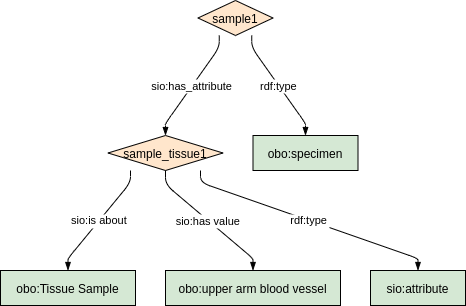 sample1
sio:has_attribute
rdf:type
sample_tissue1
obo:specimen
sio:is about
sio:has value
rdf:type
obo:Tissue Sample
obo:upper arm blood vessel
sio:attribute